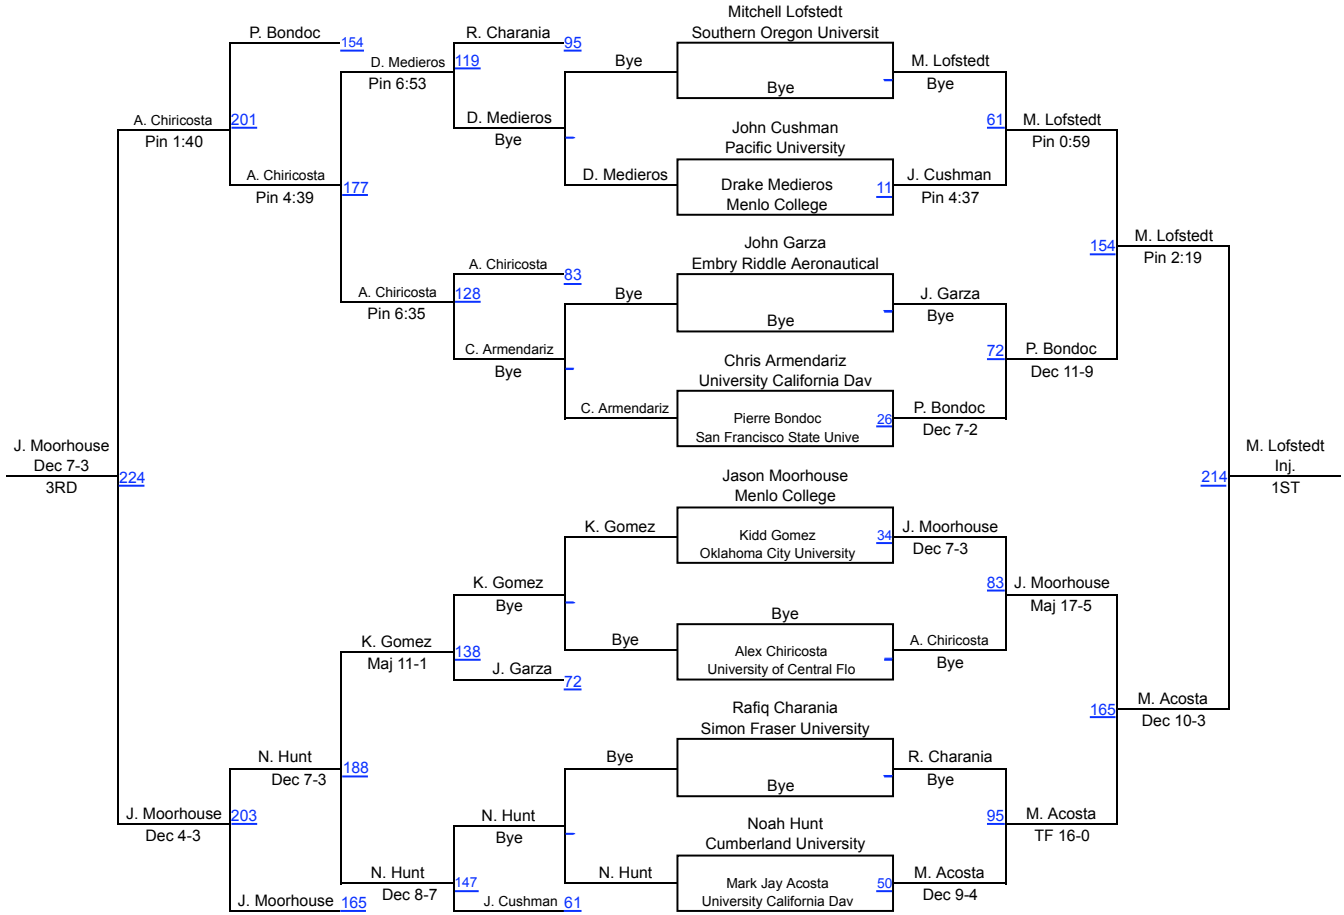 Mitchell Lofstedt
P. Bondoc R. Charania Southern Oregon Universit
154 95
D. Medieros 119 Bye M. Lofstedt
Pin 6:53 Bye Bye
A. Chiricosta 201 D. Medieros John Cushman 61 M. Lofstedt
Pin 1:40 Bye Pacific University Pin 0:59
A. Chiricosta 177 D. Medieros Drake Medieros 11 J. Cushman
Pin 4:39 Menlo College Pin 4:37
John Garza 154 M. Lofstedt
A. Chiricosta 83 Embry Riddle Aeronautical Pin 2:19
A. Chiricosta 128 Bye J. Garza
Pin 6:35 Bye Bye
C. Armendariz Chris Armendariz 72 P. Bondoc
Bye University California Dav Dec 11-9
C. Armendariz Pierre Bondoc 26 P. Bondoc
San Francisco State Unive Dec 7-2
J. Moorhouse M. Lofstedt
Dec 7-3 Jason Moorhouse Inj.
3RD 224 Menlo College 214 1ST
K. Gomez Kidd Gomez 34 J. Moorhouse
Oklahoma City University Dec 7-3
K. Gomez 83 J. Moorhouse
Bye Bye Maj 17-5
K. Gomez 138 Bye Alex Chiricosta A. Chiricosta
Maj 11-1 J. Garza 72 University of Central Flo Bye
Rafiq Charania 165 M. Acosta
Simon Fraser University Dec 10-3
N. Hunt 188 Bye R. Charania
Dec 7-3 Bye Bye
J. Moorhouse 203 N. Hunt Noah Hunt 95 M. Acosta
Dec 4-3 Bye Cumberland University TF 16-0
N. Hunt 147 N. Hunt Mark Jay Acosta 50 M. Acosta
J. Moorhouse 165 Dec 8-7 J. Cushman 61 University California Dav Dec 9-4